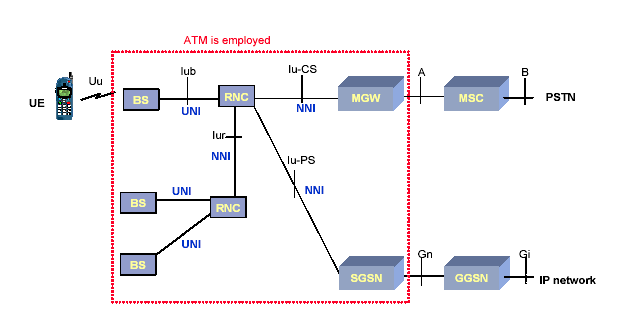 ATM is employed
UE
Uu
BS
Iub
UNI
RNC
Iu-CS
NNI
MGW
A
MSC
B
PSTN
Iur
NNI
Iu-PS
NNI
BS
UNI
RNC
UNI
BS
SGSN
Gn
GGSN
Gi
IP network